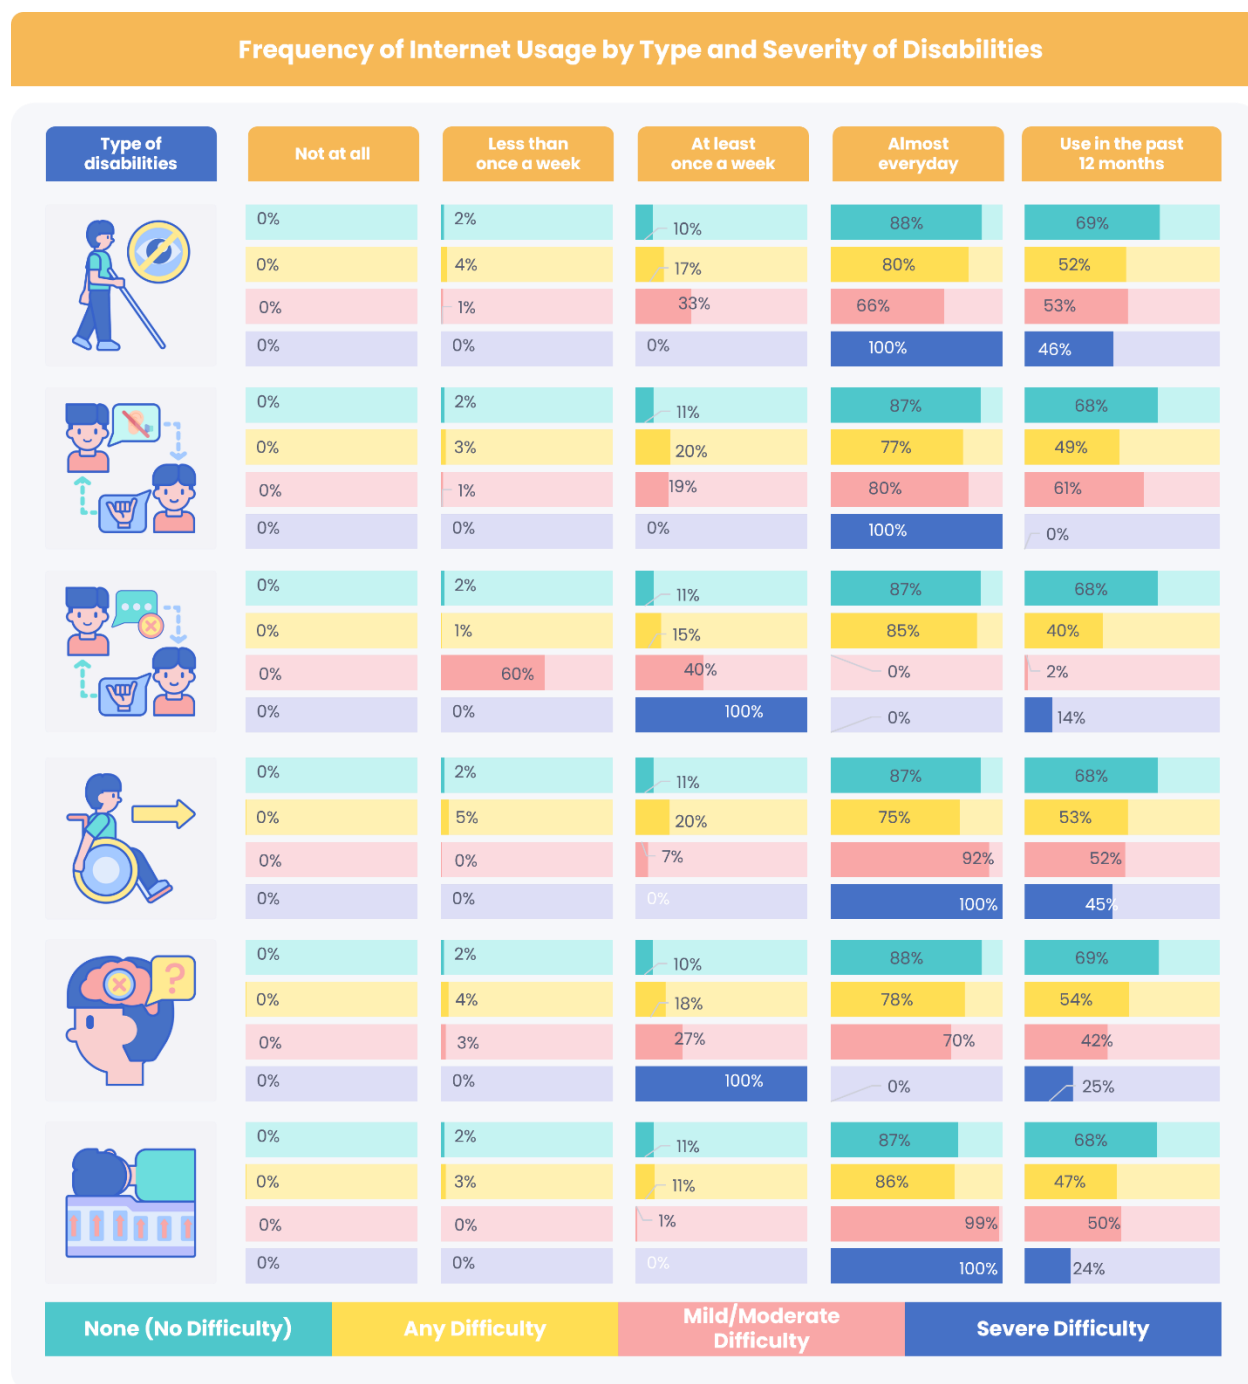 Frequency of Internet Usage by Type and Severity of Disabilities
Type of
disabilities
Not at all
Less than
once a week
At least
once a week
Almost
everyday
Use in the past
12 months
0% 2% 10% 88% 69%
0% 4% 17% 80% 52%
0% 1% 33% 66% 53%
0% 0% 0% 100% 46%
0% 2% 11% 87% 68%
0% 3% 20% 77% 49%
0% 1% 19% 80% 61%
0% 0% 0% 100% 0%
0% 2% 11% 87% 68%
0% 1% 15% 85% 40%
0% 60% 40% 0% 2%
0% 0% 100% 0% 14%
0% 2% 11% 87% 68%
0% 5% 20% 75% 53%
0% 0% 7% 92% 52%
0% 0% 0% 100% 45%
?
0% 2% 10% 88% 69%
0% 4% 18% 78% 54%
0% 3% 27% 70% 42%
0% 0% 100% 0% 25%
0% 2% 11% 87% 68%
0% 3% 11% 86% 47%
0% 0% 1% 99% 50%
0% 0% 0% 100% 24%
None (No Difficulty)
Any Difficulty
Mild/Moderate
Difficulty
Severe Difficulty